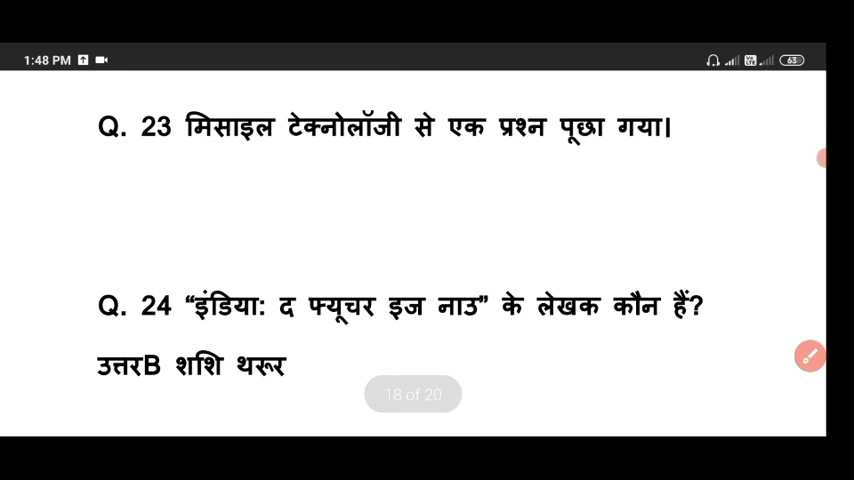 1:48 PM
63
Q. 23 मिसाइल टेक्नोलॉजी से एक प्रश्न पूछा गया।
Q. 24 “इंडिया: द फ्यूचर इज नाउ” के लेखक कौन हैं?
उत्तरB शशि थरूर
18 of 20